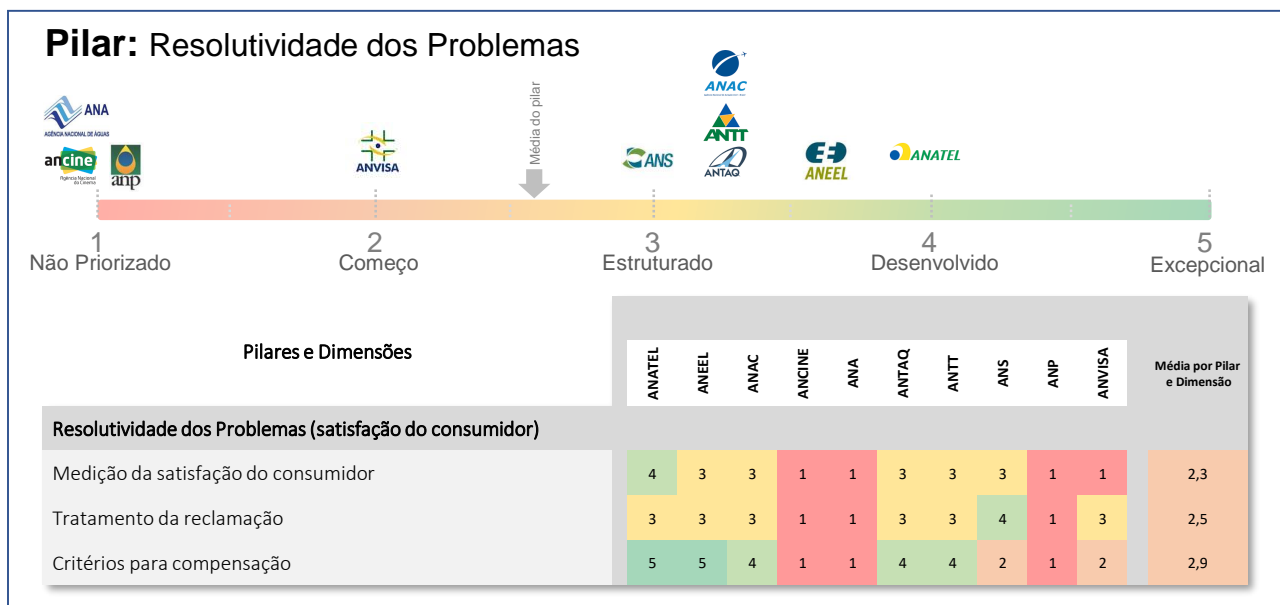 Pilar: Resolutividade dos Problemas
ANA
AGÊNCIA NACIONAL DE ÁGUAS
ancine
Agência Nacional
do Cinema
anp
ANVISA
Média do pilar
ANS
ANAC
ANTT
ANTAQ
ANEEL
ANATEL
1
2
3
4
5
Não Priorizado
Começo
Estruturado
Desenvolvido
Excepcional
Pilares e Dimensões
ANATEL
ANEEL
ANAC
ANCINE
ANA
ANTAQ
ANTT
ANS
ANP
ANVISA
Média por Pilar
e Dimensão
Resolutividade dos Problemas (satisfação do consumidor)
Medição da satisfação do consumidor 4 3 3 1 1 3 3 3 1 1 2,3
Tratamento da reclamação 3 3 3 1 1 3 3 4 1 3 2,5
Critérios para compensação 5 5 4 1 1 4 4 2 1 2 2,9